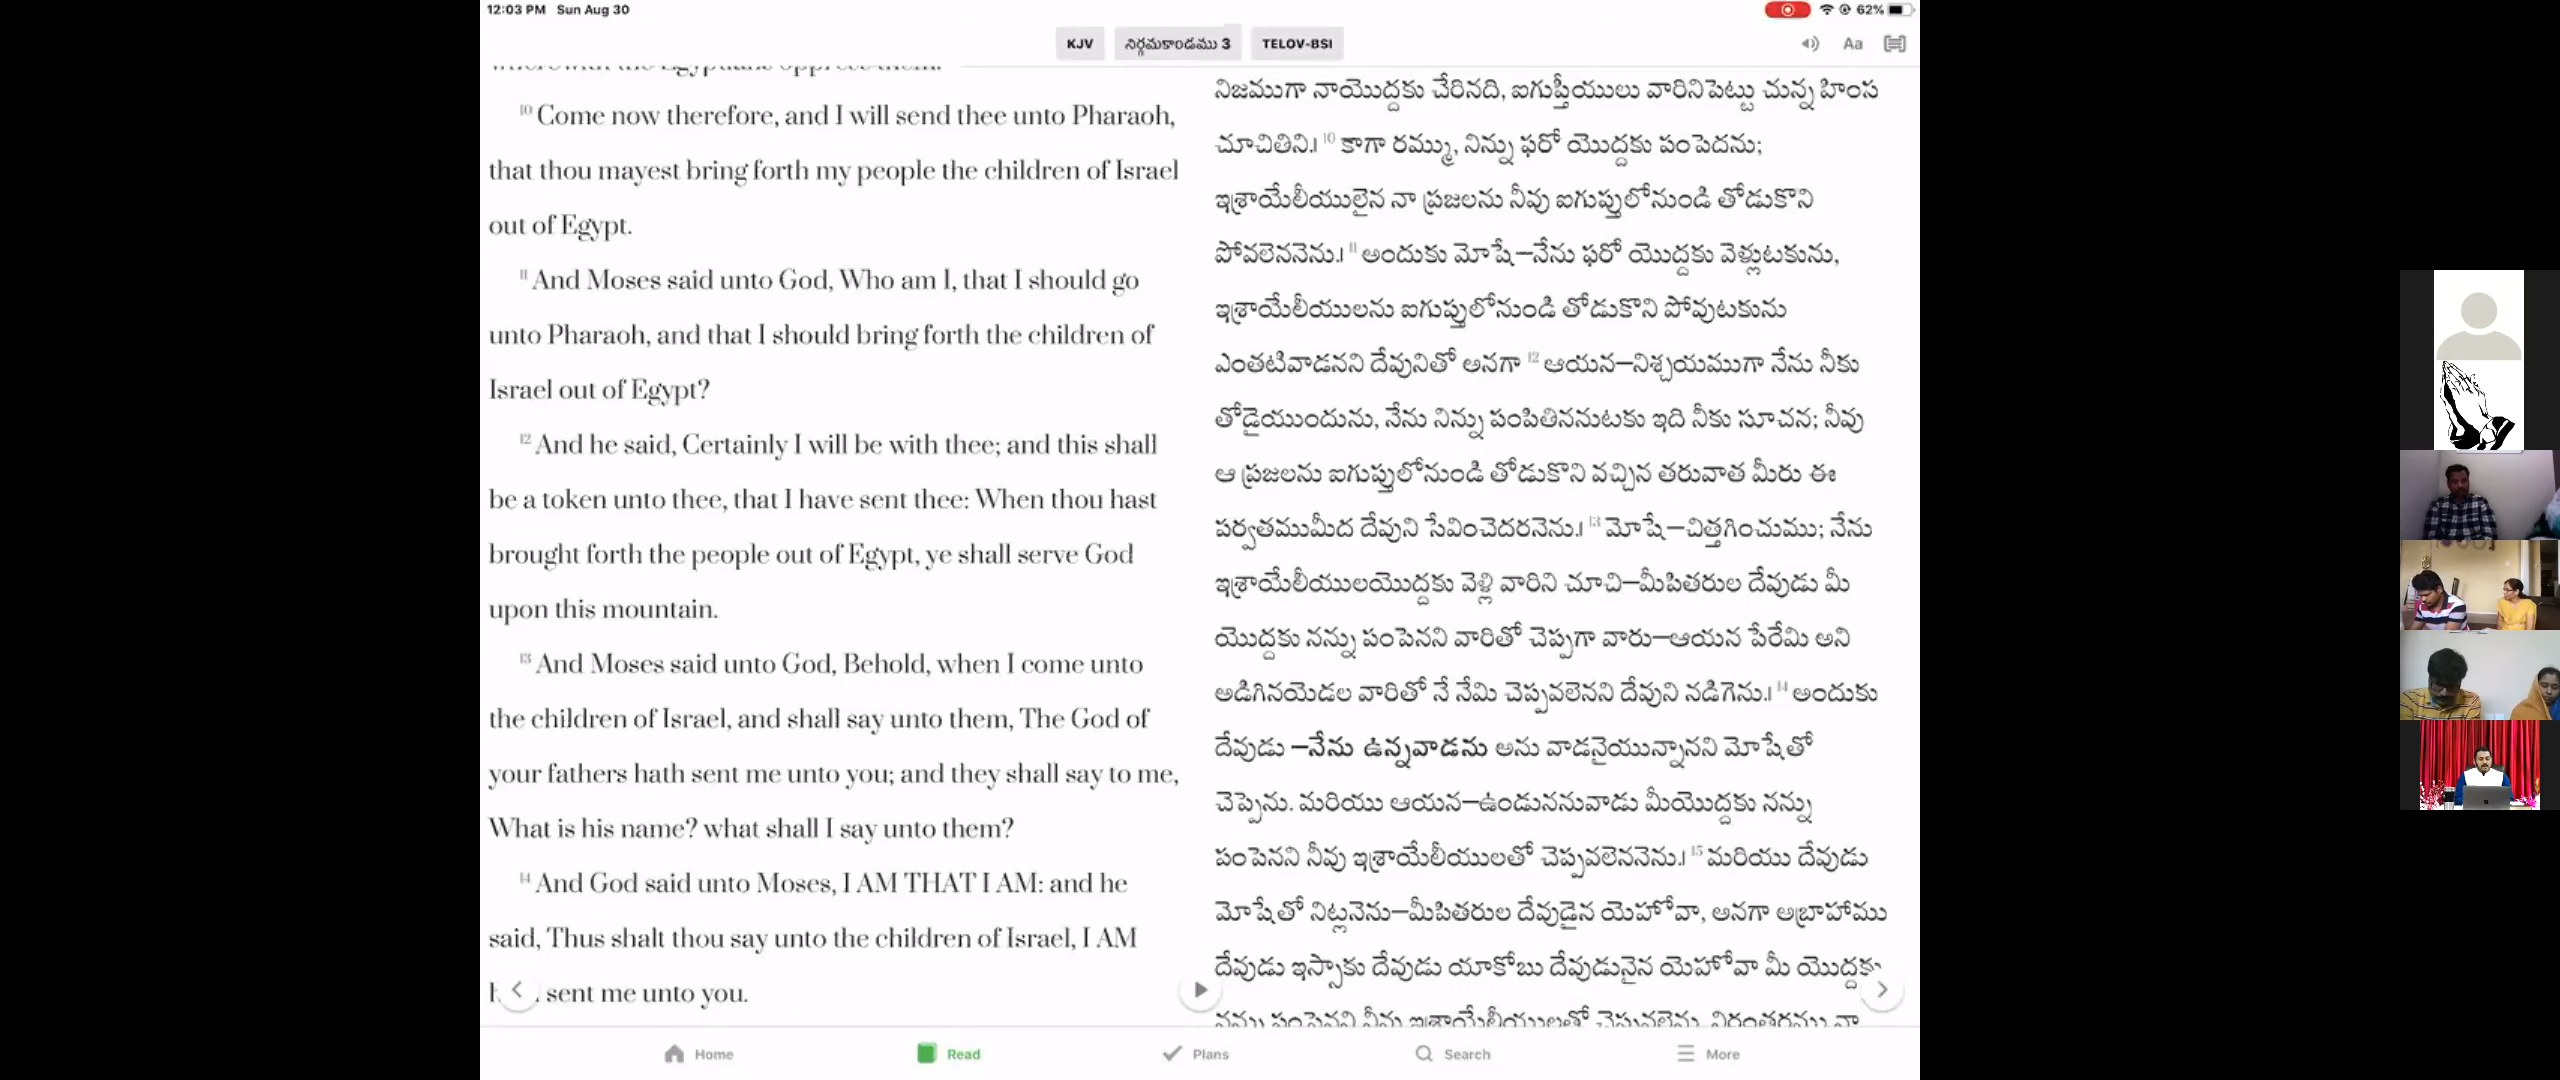 12:03 PM Sun Aug 30
62%
KJV
నిర్గమకాండము 3
TELOV-BSI
Aa
wherewith the Egyptians oppress them.
10 Come now therefore, and I will send thee unto Pharaoh,
that thou mayest bring forth my people the children of Israel
out of Egypt.
11 And Moses said unto God, Who am I, that I should go
unto Pharaoh, and that I should bring forth the children of
Israel out of Egypt?
12 And he said, Certainly I will be with thee; and this shall
be a token unto thee, that I have sent thee: When thou hast
brought forth the people out of Egypt, ye shall serve God
upon this mountain.
13 And Moses said unto God, Behold, when I come unto
the children of Israel, and shall say unto them, The God of
your fathers hath sent me unto you; and they shall say to me,
What is his name? what shall I say unto them?
14 And God said unto Moses, I AM THAT I AM: and he
said, Thus shalt thou say unto the children of Israel, I AM
sent me unto you.
నిజముగా నాయొద్దకు చేరినది, ఐగుప్తీయులు వారినిపెట్టు చున్న హింస
చూచితిని.l 10 కాగా రమ్ము, నిన్ను ఫరో యొద్దకు పంపెదను;
ఇశ్రాయేలీయులైన నా ప్రజలను నీవు ఐగుప్తులోనుండి తోడుకొని
పోవలెననెను.l 11 అందుకు మోషే–నేను ఫరో యొద్దకు వెళ్లుటకును,
ఇశ్రాయేలీయులను ఐగుప్తులోనుండి తోడుకొని పోవుటకును
ఎంతటివాడనని దేవునితో అనగా 12 ఆయన–నిశ్చయముగా నేను నీకు
తోడైయుందును, నేను నిన్ను పంపితిననుటకు ఇది నీకు సూచన; నీవు
ఆ ప్రజలను ఐగుప్తులోనుండి తోడుకొని వచ్చిన తరువాత మీరు ఈ
పర్వతముమీద దేవుని సేవించెదరనెను.l 13 మోషే–చిత్తగించుము; నేను
ఇశ్రాయేలీయులయొద్దకు వెళ్లి వారిని చూచి–మీపితరుల దేవుడు మీ
యొద్దకు నన్ను పంపెనని వారితో చెప్పగా వారు–ఆయన పేరేమి అని
అడిగినయెడల వారితో నే నేమి చెప్పవలెనని దేవుని నడిగెను.l 14 అందుకు
దేవుడు –నేను ఉన్నవాడను అను వాడనైయున్నానని మోషేతో
చెప్పెను. మరియు ఆయన–ఉండుననువాడు మీయొద్దకు నన్ను
పంపెనని నీవు ఇశ్రాయేలీయులతో చెప్పవలెననెను.l 15 మరియు దేవుడు
మోషేతో నిట్లనెను–మీపితరుల దేవుడైన యెహోవా, అనగా అబ్రాహాము
దేవుడు ఇస్సాకు దేవుడు యాకోబు దేవుడునైన యెహోవా మీ యొద్దకు
నన్ను పంపెనని నీవు ఇశ్రాయేలీయులతో చెప్పవలెను. నిరంతరము నా
Home
Read
Plans
Search
More